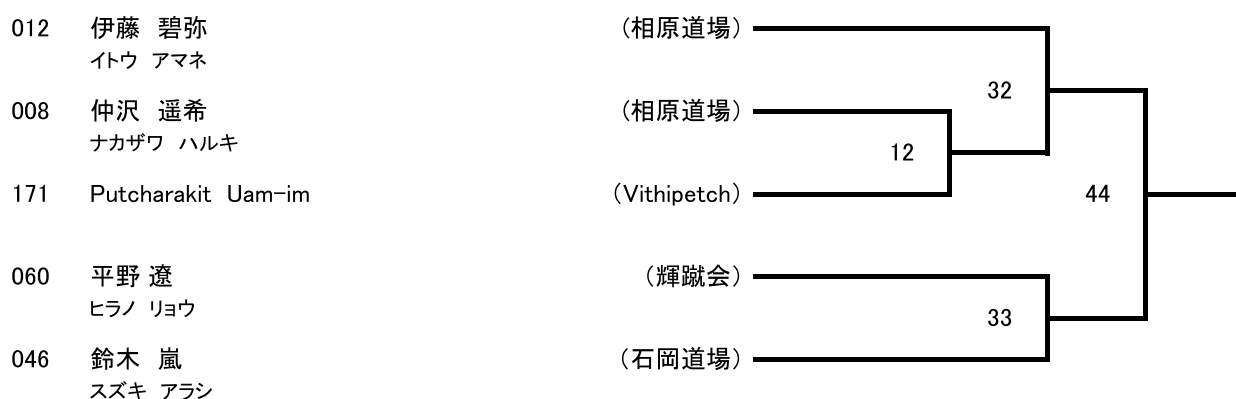 012 伊藤 碧弥 (相原道場)
イトウ アマネ
32
008 仲沢 遥希 (相原道場)
ナカザワ ハルキ
12
171 Putcharakit Uam-im (Vithipetch) 44
060 平野 遼 (輝蹴会)
ヒラノ リョウ
33
046 鈴木 嵐 (石岡道場)
スズキ アラシ